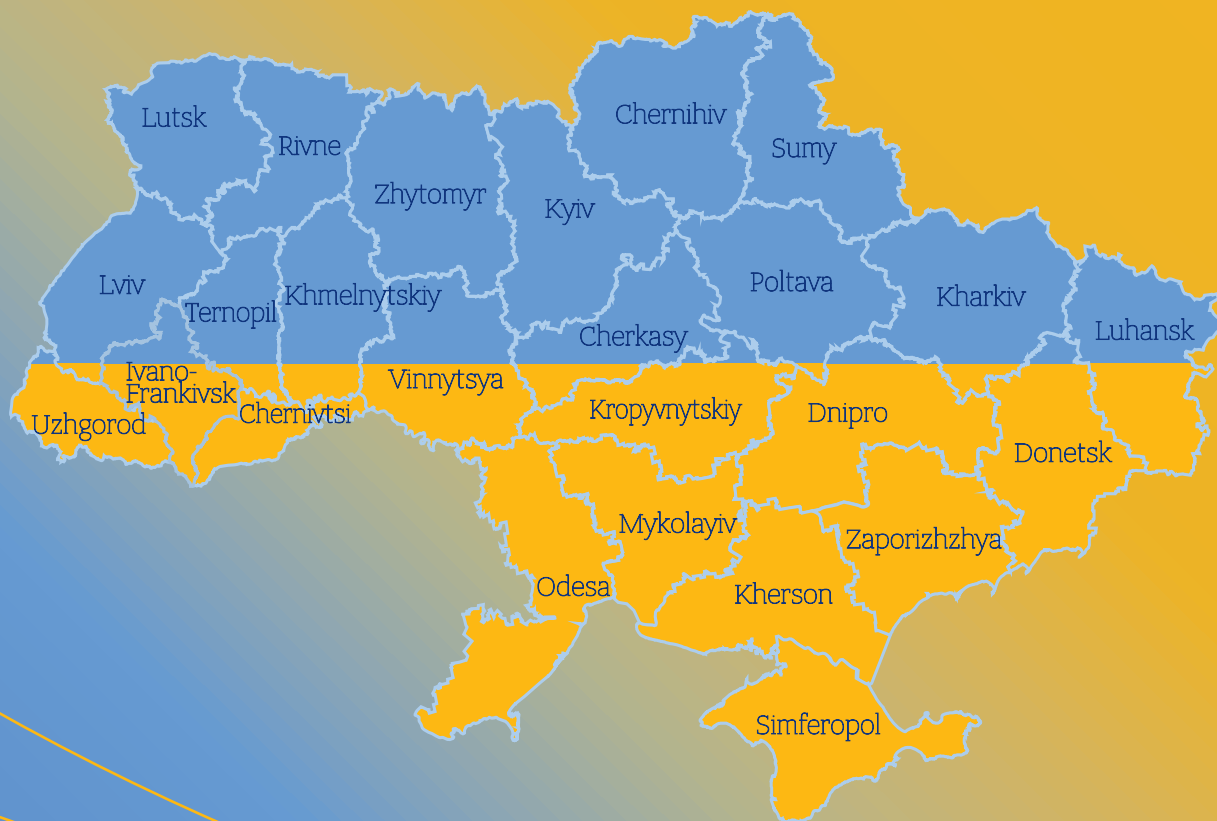 Chernihiv
Lutsk
Rivne
Sumy
Zhytomyr
Kyiv
Lviv
Ternopil
Khmelnytskiy
Poltava
Kharkiv
Cherkasy
Luhansk
Ivano-
Frankivsk
Vinnytsya
Uzhgorod
Chernivtsi
Kropyvnytskiy
Dnipro
Donetsk
Mykolayiv
Zaporizhzhya
Odesa
Kherson
Simferopol